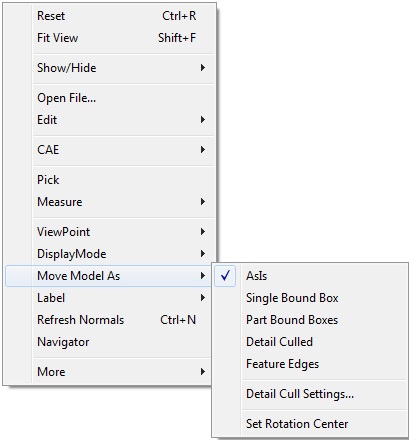 Reset Ctrl+R
Fit View Shift+F
Show/Hide
Open File...
Edit
CAE
Pick
Measure
ViewPoint
DisplayMode
Move Model As
Label
Refresh Normals Ctrl+N
Navigator
More
AsIs
Single Bound Box
Part Bound Boxes
Detail Culled
Feature Edges
Detail Cull Settings...
Set Rotation Center